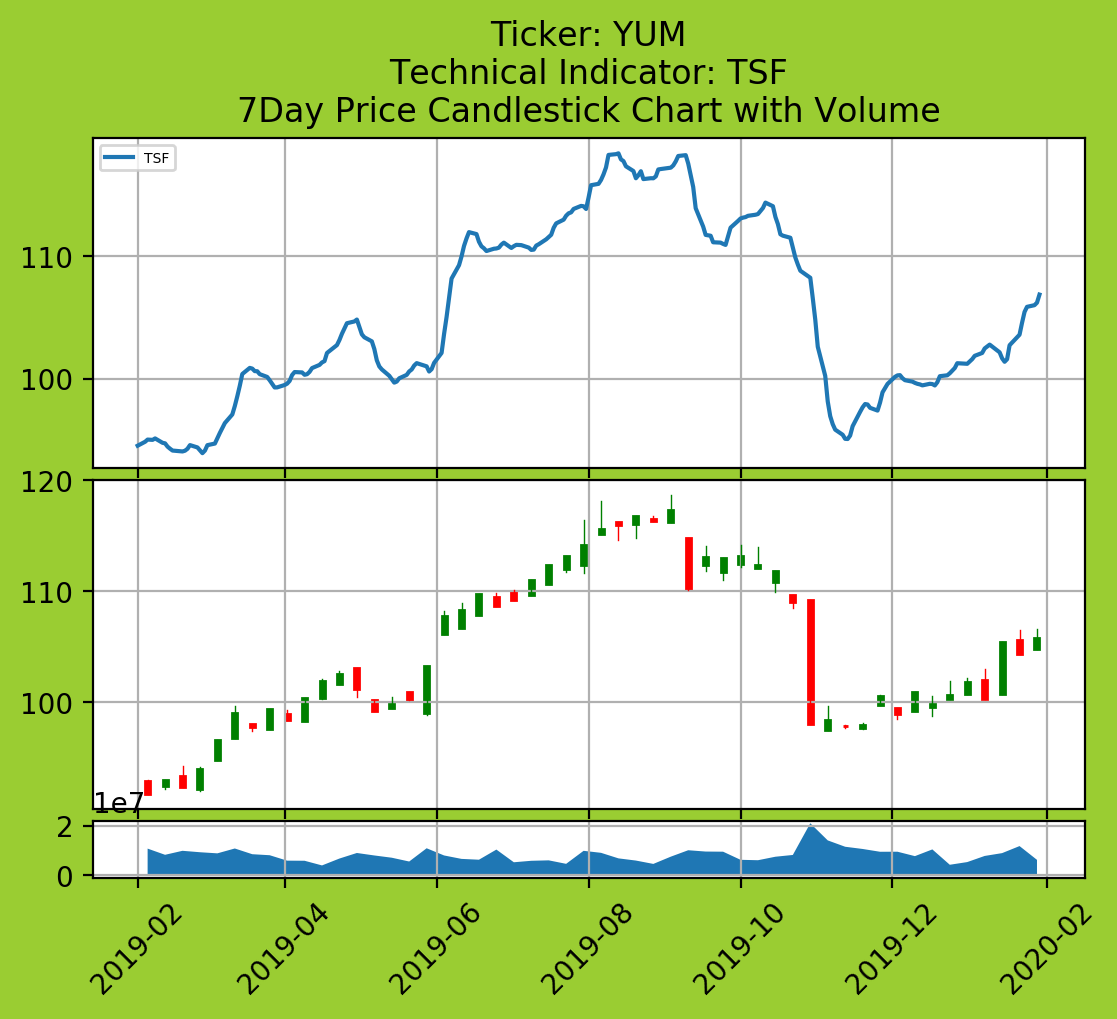 Ticker: YUM
Technical Indicator: TSF
7Day Price Candlestick Chart with Volume
TSF
110
100
120
110
100
1e7
2
0
2019-02
2019-04
2019-06
2019-08
2019-10
2019-12
2020-02